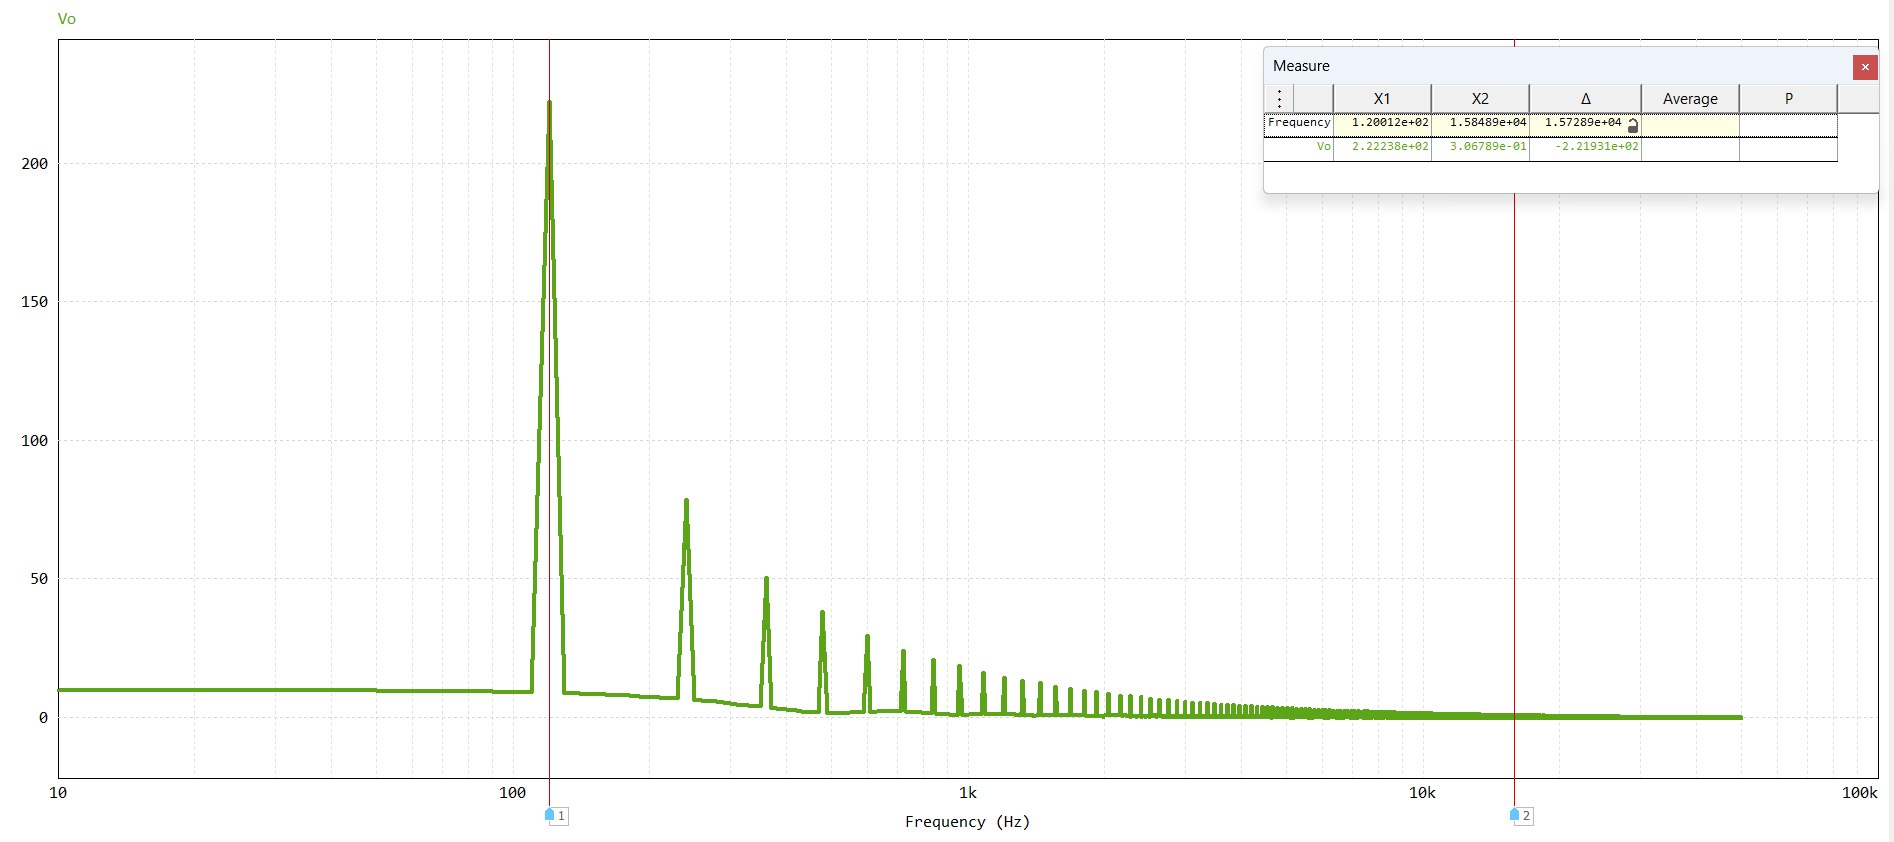 Vo
Measure
X1 X2 Δ Average P
Frequency 1.20012e+02 1.58489e+04 1.57289e+04
Vo 2.22238e+02 3.06789e-01 -2.21931e+02
200
150
100
50
0
10 100 1k 10k 100k
1 2
Frequency (Hz)